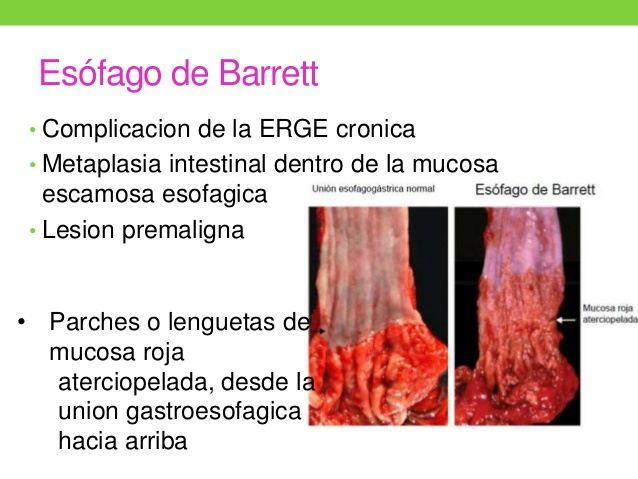 Esófago de Barrett
• Complicacion de la ERGE cronica
• Metaplasia intestinal dentro de la mucosa
escamosa esofagica
• Lesion premaligna
Unión esofagogástrica normal
Esófago de Barrett
Mucosa roja
aterciopelada
• Parches o lenguetas de
mucosa roja
aterciopelada, desde la
union gastroesofagica
hacia arriba